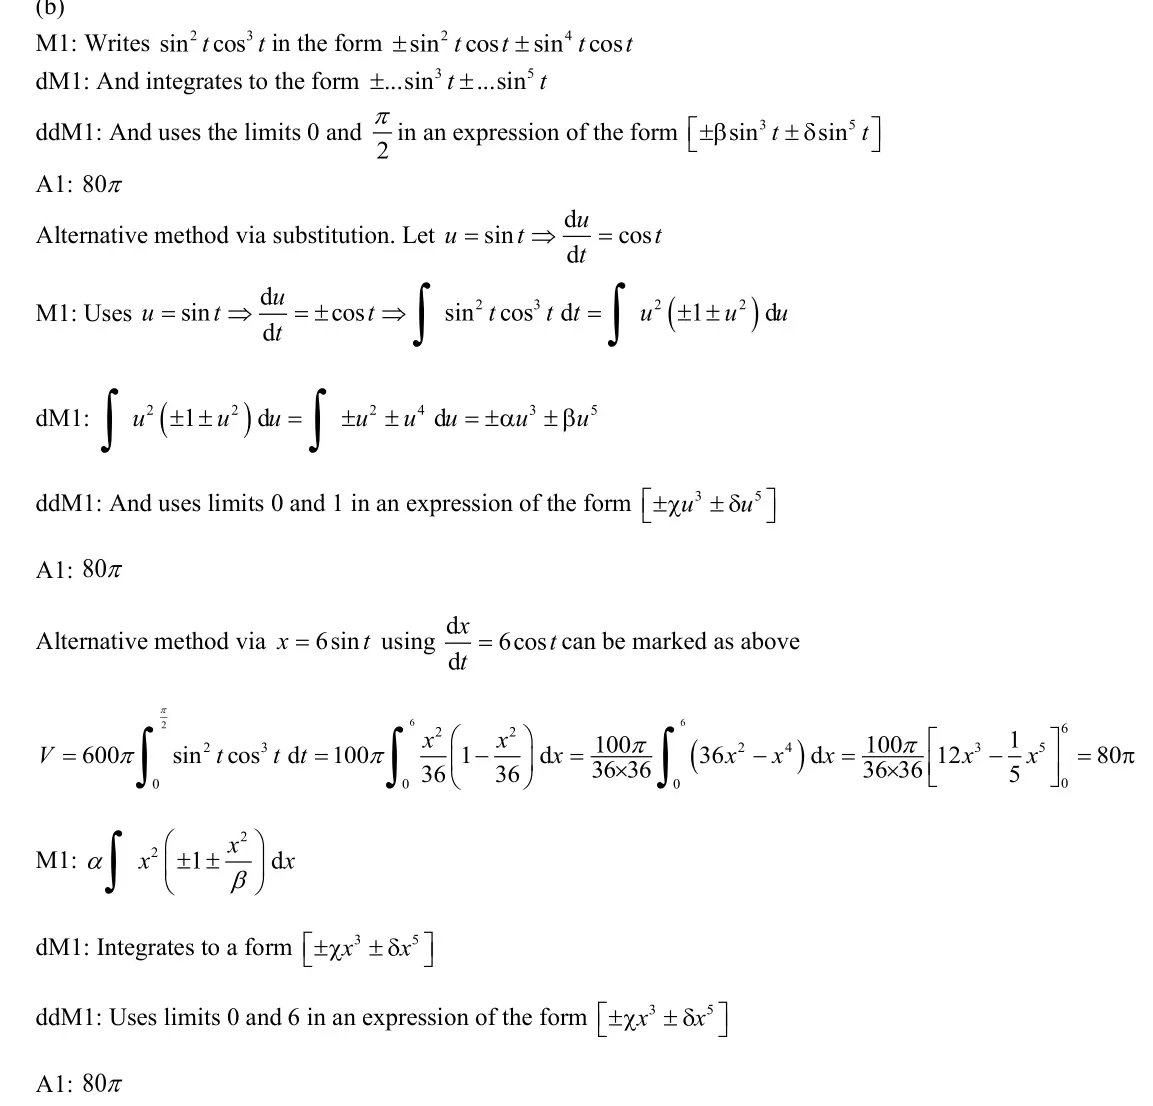 (b)
M1: Writes sin² t cos³ t in the form ± sin² t cos t ± sin⁴ t cos t
dM1: And integrates to the form ±...sin³ t ± ...sin⁵ t
ddM1: And uses the limits 0 and π/2 in an expression of the form [±β sin³ t ± δ sin⁵ t]
A1: 80π
Alternative method via substitution. Let u = sin t ⇒ du/dt = cos t
M1: Uses u = sin t ⇒ du/dt = ± cos t ⇒ ∫ sin² t cos³ t dt = ∫ u² (±1 ± u²) du
dM1: ∫ u² (±1 ± u²) du = ∫ ±u² ± u⁴ du = ±αu³ ± βu⁵
ddM1: And uses limits 0 and 1 in an expression of the form [±χu³ ± δu⁵]
A1: 80π
Alternative method via x = 6 sin t using dx/dt = 6 cos t can be marked as above
V = 600π ∫₀^(π/2) sin² t cos³ t dt = 100π ∫₀⁶ x²/36 (1 − x²/36) dx = 100π/(36×36) ∫₀⁶ (36x² − x⁴) dx = 100π/(36×36) [12x³ − 1/5 x⁵]₀⁶ = 80π
M1: α ∫ x² (±1 ± x²/β) dx
dM1: Integrates to a form [±χx³ ± δx⁵]
ddM1: Uses limits 0 and 6 in an expression of the form [±χx³ ± δx⁵]
A1: 80π